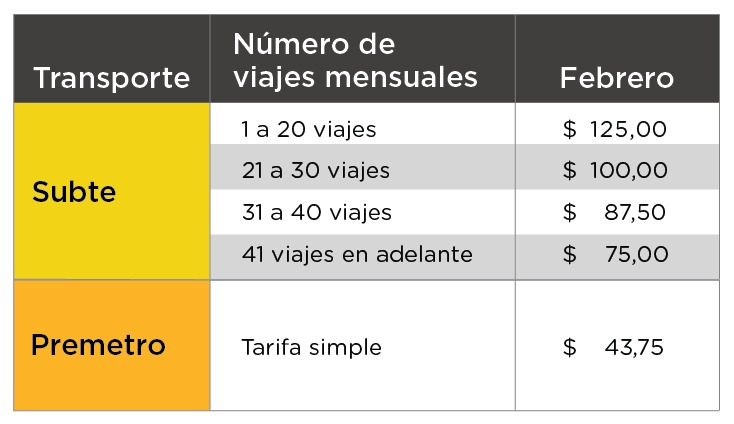 Transporte Número de viajes mensuales Febrero
Subte
1 a 20 viajes $ 125,00
21 a 30 viajes $ 100,00
31 a 40 viajes $ 87,50
41 viajes en adelante $ 75,00
Premetro Tarifa simple $ 43,75